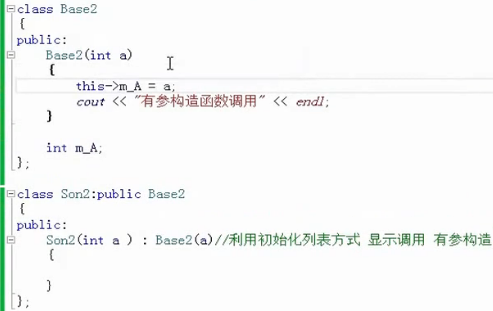 class Base2
{
public:
Base2(int a)
{
this->m_A = a;
cout << "有参构造函数调用" << endl;
}
int m_A;
};
class Son2:public Base2
{
public:
Son2(int a ) : Base2(a)//利用初始化列表方式 显示调用 有参构造
{
}
};